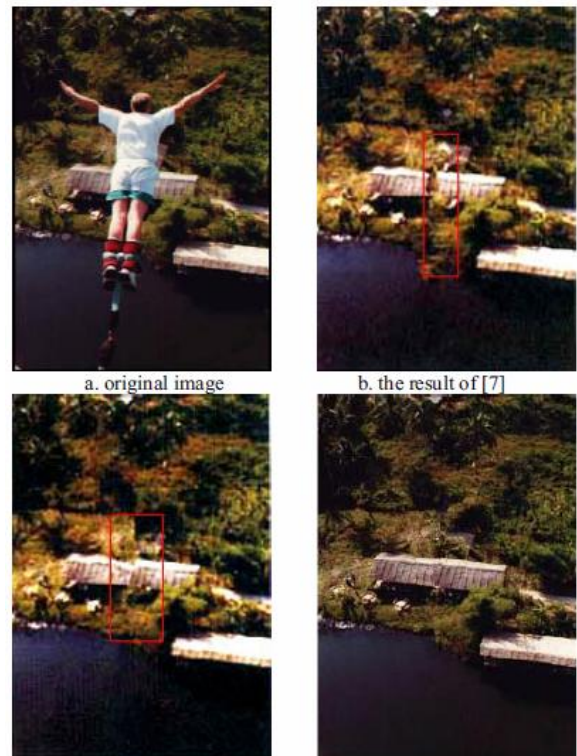 a. original image
b. the result of [7]